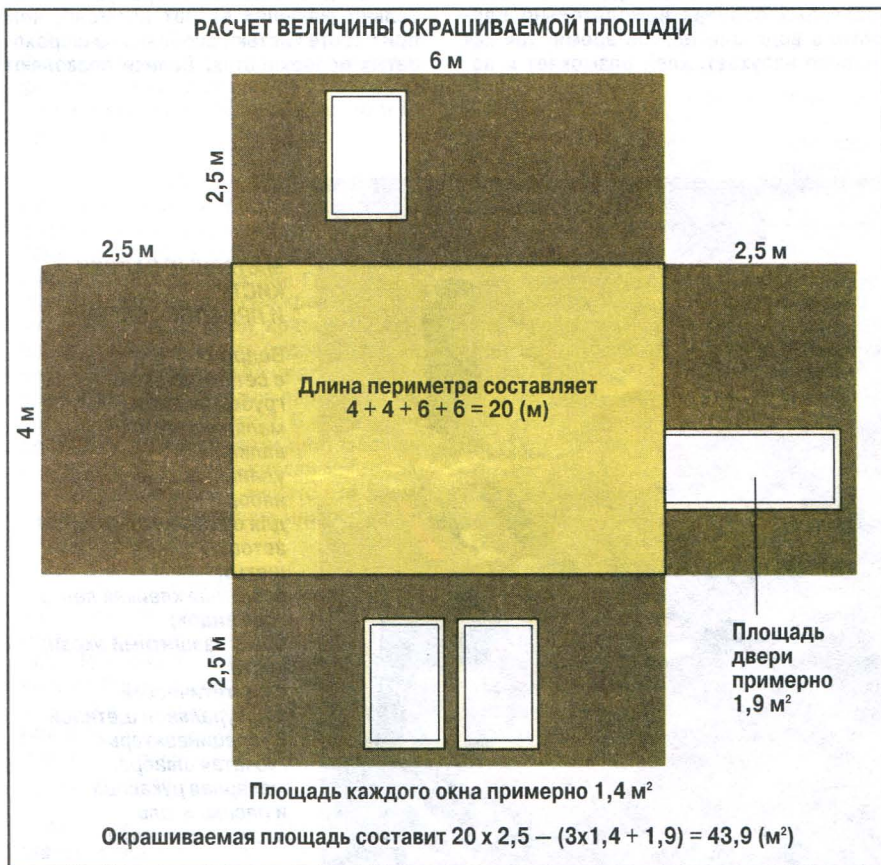 РАСЧЕТ ВЕЛИЧИНЫ ОКРАШИВАЕМОЙ ПЛОЩАДИ
6 м
2,5 м
2,5 м
2,5 м
4 м
Длина периметра составляет
4 + 4 + 6 + 6 = 20 (м)
2,5 м
Площадь
двери
примерно
1,9 м²
Площадь каждого окна примерно 1,4 м²
Окрашиваемая площадь составит 20 х 2,5 – (3х1,4 + 1,9) = 43,9 (м²)